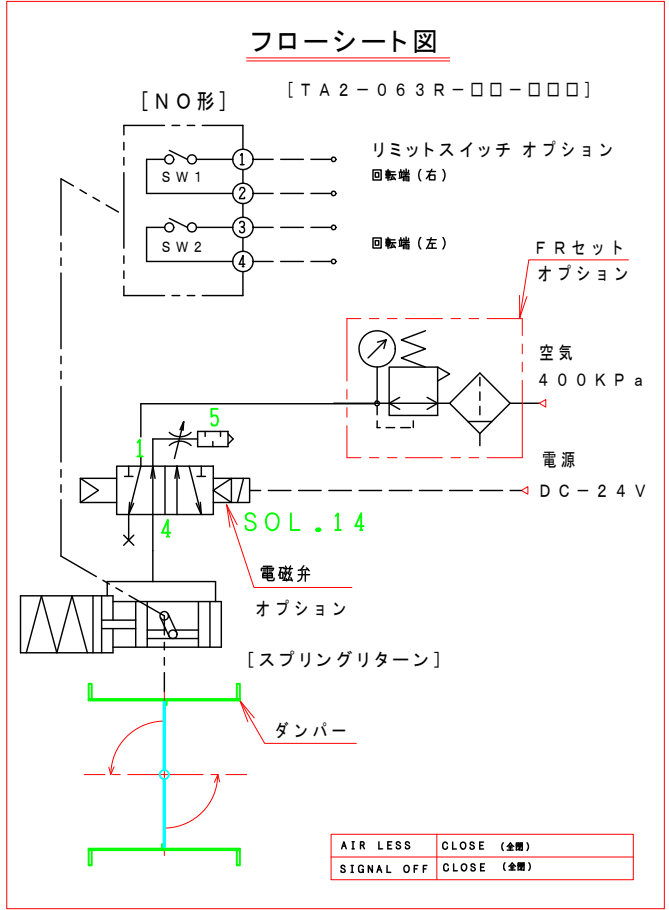 フローシート図
[TA2-063R-□□-□□□]
[NO形]
リミットスイッチ オプション
回転端(右)
回転端(左)
SW1
SW2
1
2
3
4
FRセット
オプション
空気
400KPa
電源
DC-24V
5
1
4
SOL.14
電磁弁
オプション
[スプリングリターン]
ダンパー
AIR LESS CLOSE (全閉)
SIGNAL OFF CLOSE (全閉)